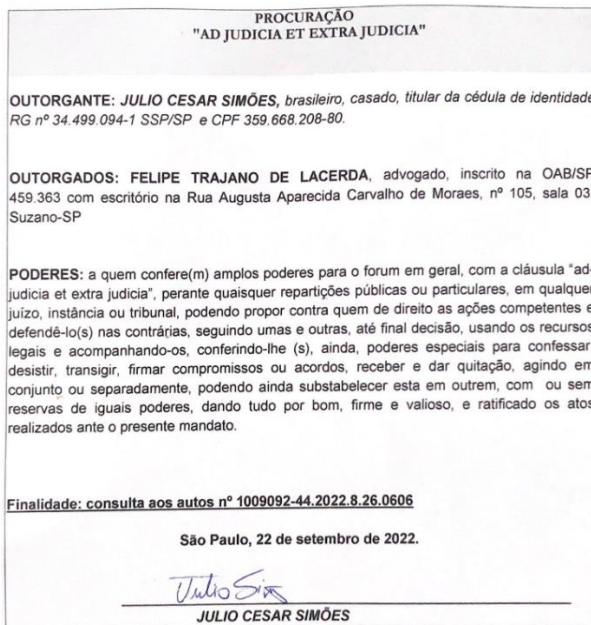 PROCURAÇÃO
"AD JUDICIA ET EXTRA JUDICIA"
OUTORGANTE: JULIO CESAR SIMÕES, brasileiro, casado, titular da cédula de identidade
RG nº 34.499.094-1 SSP/SP e CPF 359.668.208-80.
OUTORGADOS: FELIPE TRAJANO DE LACERDA, advogado, inscrito na OAB/SP
459.363 com escritório na Rua Augusta Aparecida Carvalho de Moraes, nº 105, sala 03
Suzano-SP
PODERES: a quem confere(m) amplos poderes para o forum em geral, com a cláusula "ad-
judicia et extra judicia", perante quaisquer repartições públicas ou particulares, em qualquer
juízo, instância ou tribunal, podendo propor contra quem de direito as ações competentes e
defendê-lo(s) nas contrárias, seguindo umas e outras, até final decisão, usando os recursos
legais e acompanhando-os, conferindo-lhe (s), ainda, poderes especiais para confessar
desistir, transigir, firmar compromissos ou acordos, receber e dar quitação, agindo em
conjunto ou separadamente, podendo ainda substabelecer esta em outrem, com ou sem
reservas de iguais poderes, dando tudo por bom, firme e valioso, e ratificado os atos
realizados ante o presente mandato.
Finalidade: consulta aos autos nº 1009092-44.2022.8.26.0606
São Paulo, 22 de setembro de 2022.
Julio Sim
JULIO CESAR SIMÕES